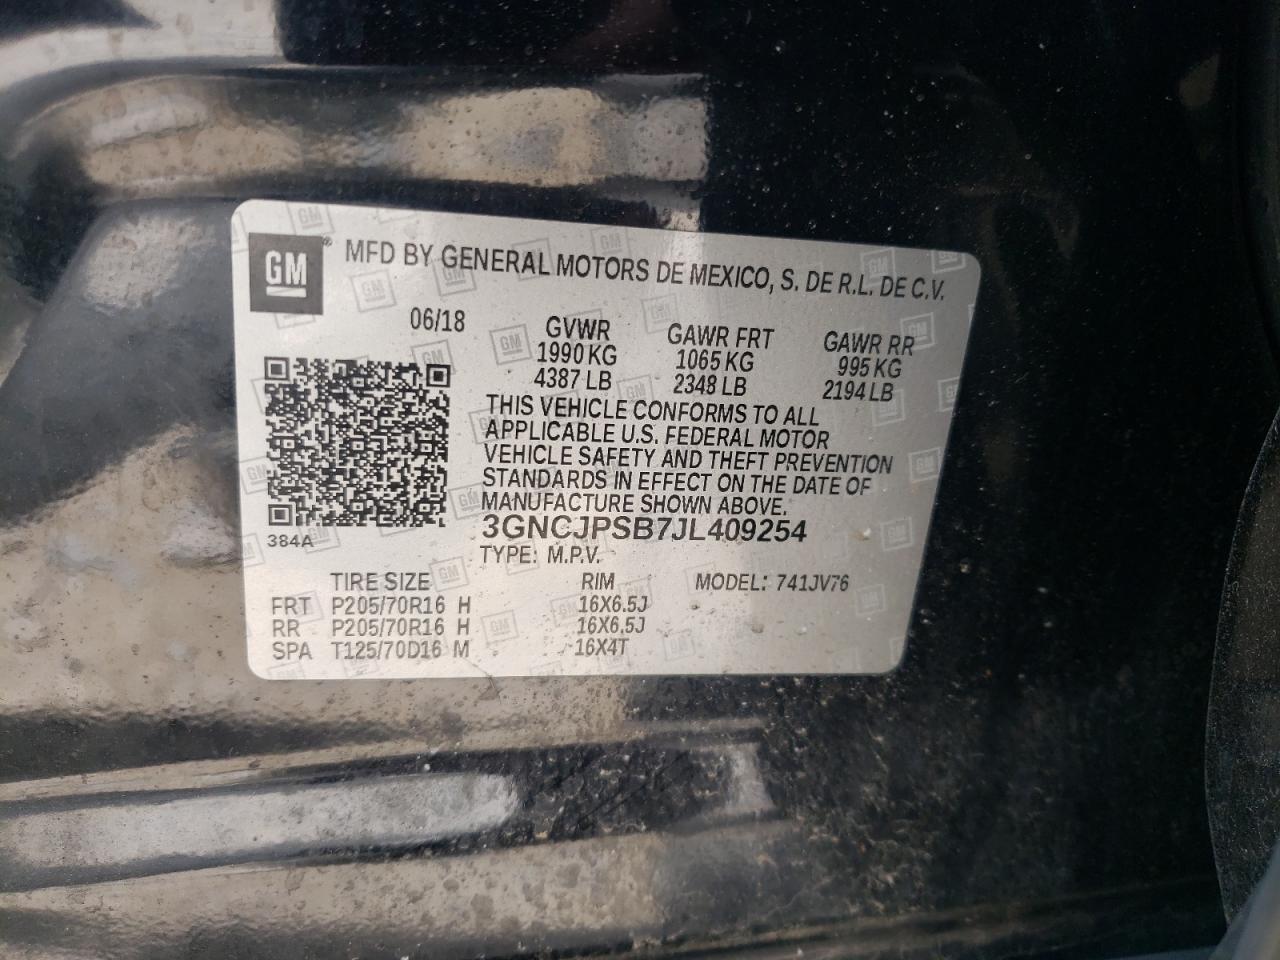 GM ® MFD BY GENERAL MOTORS DE MEXICO, S. DE R.L. DE C.V.
06/18 GVWR GAWR FRT GAWR RR
1990 KG 1065 KG 995 KG
4387 LB 2348 LB 2194 LB
THIS VEHICLE CONFORMS TO ALL
APPLICABLE U.S. FEDERAL MOTOR
VEHICLE SAFETY AND THEFT PREVENTION
STANDARDS IN EFFECT ON THE DATE OF
MANUFACTURE SHOWN ABOVE.
384A 3GNCJPSB7JL409254
TYPE: M.P.V.
TIRE SIZE RIM MODEL: 741JV76
FRT P205/70R16 H 16X6.5J
RR P205/70R16 H 16X6.5J
SPA T125/70D16 M 16X4T